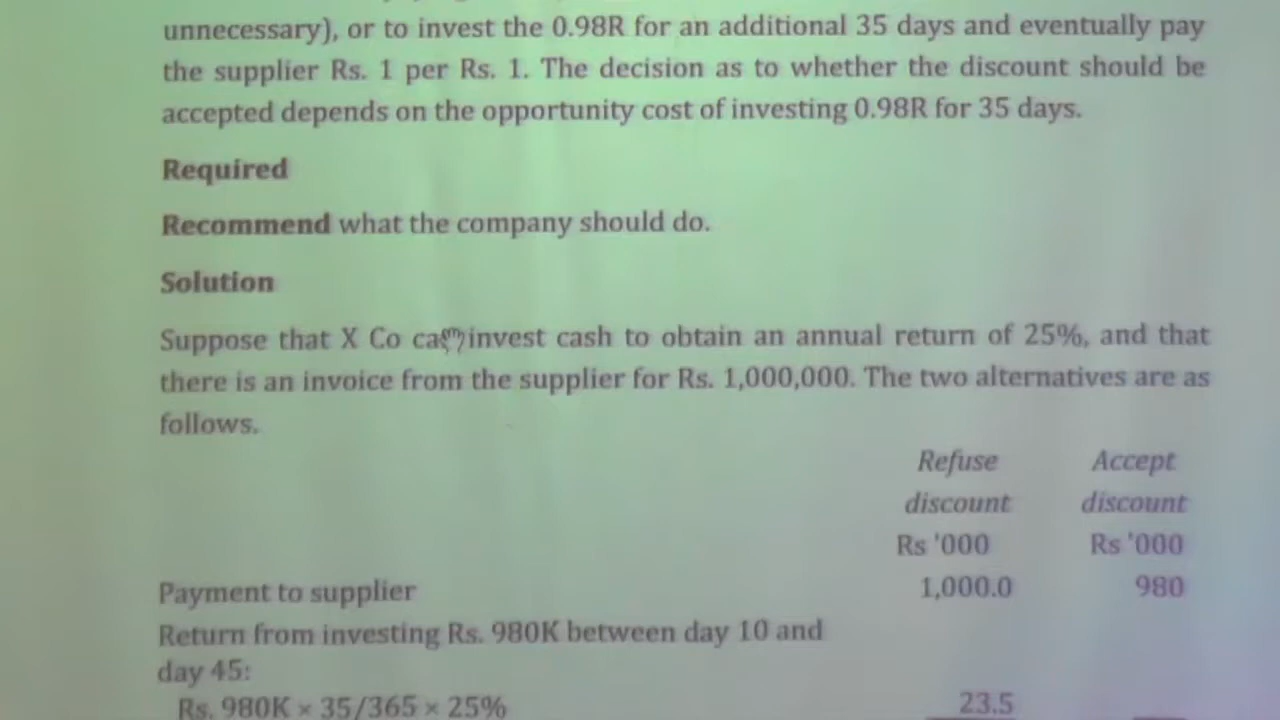 unnecessary), or to invest the 0.98R for an additional 35 days and eventually pay
the supplier Rs. 1 per Rs. 1. The decision as to whether the discount should be
accepted depends on the opportunity cost of investing 0.98R for 35 days.
Required
Recommend what the company should do.
Solution
Suppose that X Co can invest cash to obtain an annual return of 25%, and that
there is an invoice from the supplier for Rs. 1,000,000. The two alternatives are as
follows.
Refuse Accept
discount discount
Rs '000 Rs '000
Payment to supplier 1,000.0 980
Return from investing Rs. 980K between day 10 and
day 45:
Rs. 980K × 35/365 × 25% 23.5